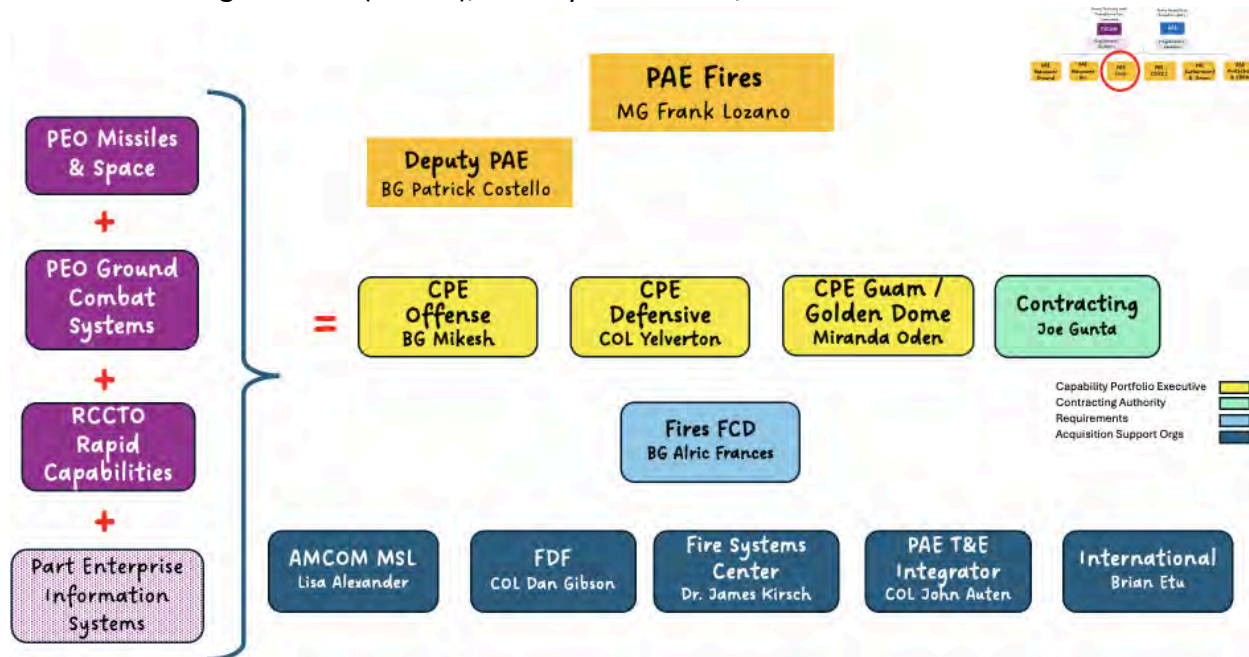 PAE Fires
MG Frank Lozano
Deputy PAE
BG Patrick Costello
PEO Missiles
& Space
+
PEO Ground
Combat
Systems
+
RCCTO
Rapid
Capabilities
+
Part Enterprise
Information
Systems
=
CPE
Offense
BG Mikesh
CPE
Defensive
COL Yelverton
CPE Guam /
Golden Dome
Miranda Oden
Contracting
Joe Gunta
Capability Portfolio Executive
Contracting Authority
Requirements
Acquisition Support Orgs
Fires FCD
BG Alric Frances
AMCOM MSL
Lisa Alexander
FDF
COL Dan Gibson
Fire Systems
Center
Dr. James Kirsch
PAE T&E
Integrator
COL John Auten
International
Brian Etu